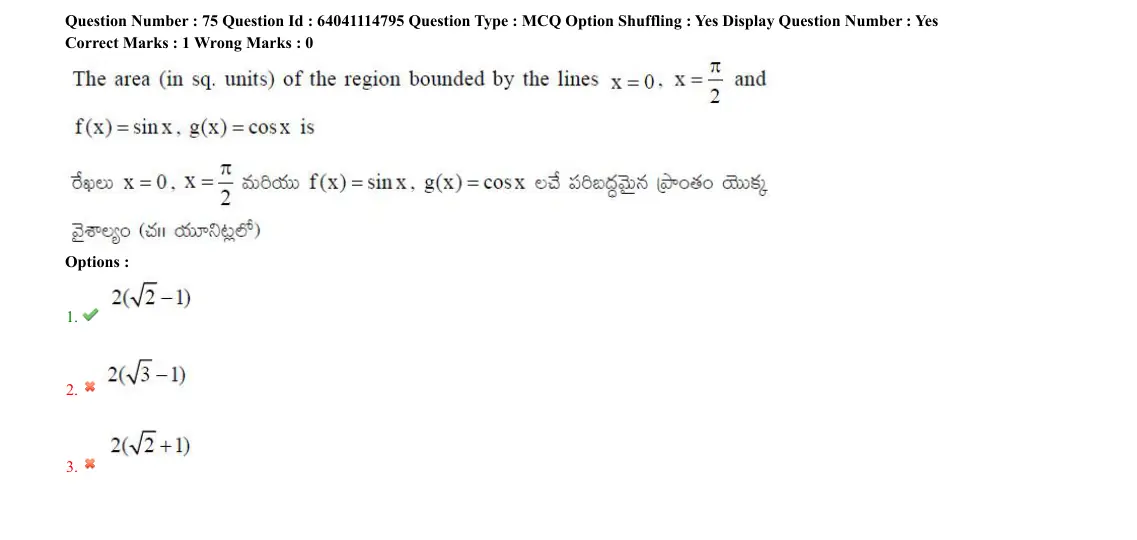 Question Number : 75 Question Id : 64041114795 Question Type : MCQ Option Shuffling : Yes Display Question Number : Yes
Correct Marks : 1 Wrong Marks : 0
The area (in sq. units) of the region bounded by the lines x = 0, x = π/2 and
f(x) = sin x, g(x) = cos x is
రేఖలు x = 0, x = π/2 మరియు f(x) = sin x, g(x) = cos x లచే పరిబద్ధమైన ప్రాంతం యొక్క
వైశాల్యం (చ॥ యూనిట్లలో)
Options :
1. 2(√2 – 1)
2. 2(√3 – 1)
3. 2(√2 + 1)